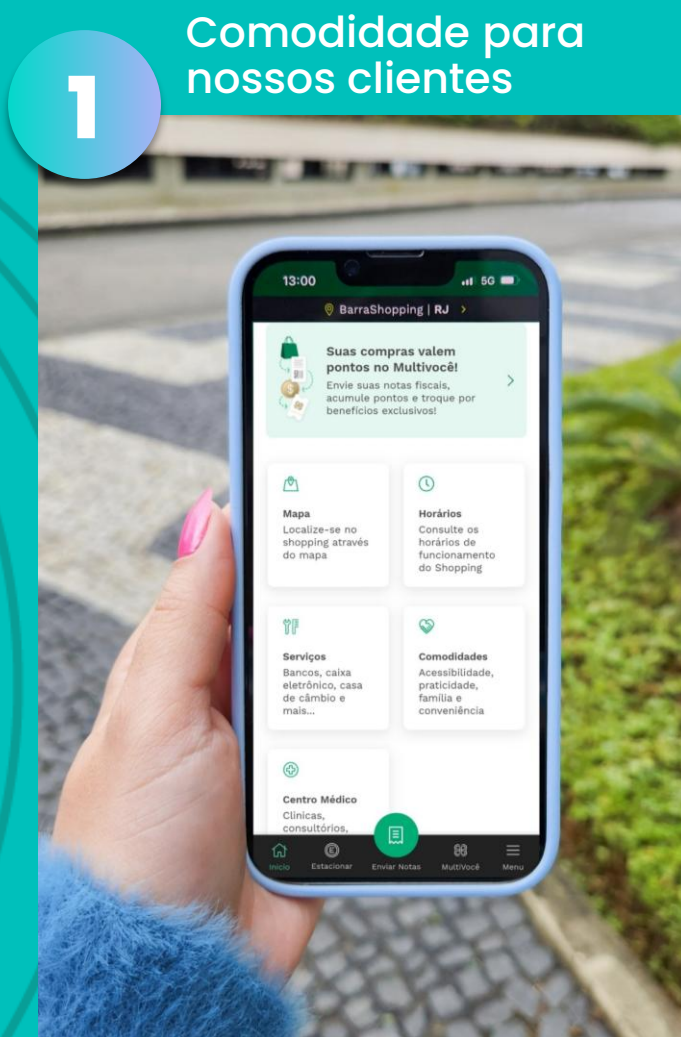 1
Comodidade para
nossos clientes
13:00
5G
BarraShopping | RJ >
Suas compras valem
pontos no Multivocê!
Envie suas notas fiscais,
acumule pontos e troque por
benefícios exclusivos!
Mapa
Localize-se no
shopping através
do mapa
Horários
Consulte os
horários de
funcionamento
do Shopping
Serviços
Bancos, caixa
eletrônico, casa
de câmbio e
mais...
Comodidades
Acessibilidade,
praticidade,
família e
conveniência
Centro Médico
Clinicas,
consultórios,
Início Estacionar Enviar Notas MultiVocê Menu